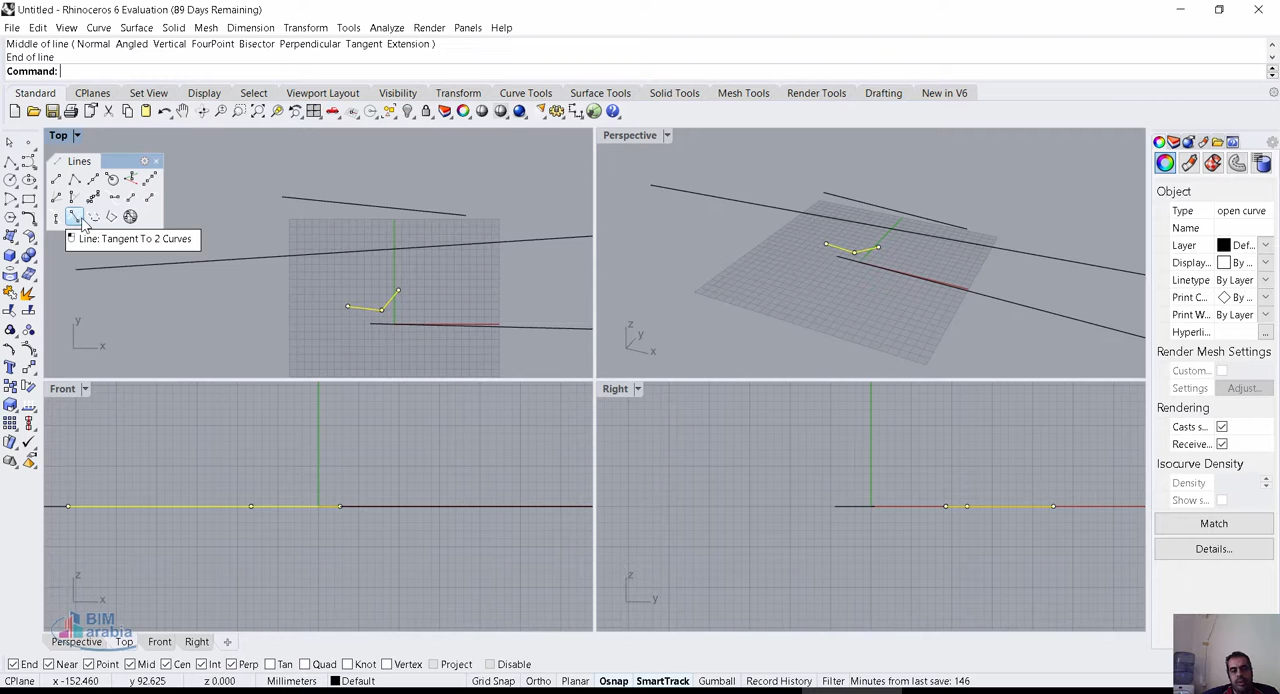 Untitled - Rhinoceros 6 Evaluation (89 Days Remaining)
File Edit View Curve Surface Solid Mesh Dimension Transform Tools Analyze Render Panels Help
Middle of line ( Normal Angled Vertical FourPoint Bisector Perpendicular Tangent Extension )
End of line
Command:
Standard CPlanes Set View Display Select Viewport Layout Visibility Transform Curve Tools Surface Tools Solid Tools Mesh Tools Render Tools Drafting New in V6
Top
Perspective
Lines
Line: Tangent To 2 Curves
y
x
z
y
x
Front
Right
z
x
z
y
Object
Type open curve
Name
Layer Def...
Display... By ...
Linetype By Layer
Print C... By Layer
Print W... By Layer
Hyperli... ...
Render Mesh Settings
Custom...
Settings Adjust...
Rendering
Casts s...
Receive...
Isocurve Density
Density
Show s...
Match
Details...
BIM
arabia
Perspective Top Front Right
End Near Point Mid Cen Int Perp Tan Quad Knot Vertex Project Disable
CPlane x -152.460 y 92.625 z 0.000 Millimeters Default Grid Snap Ortho Planar Osnap SmartTrack Gumball Record History Filter Minutes from last save: 146